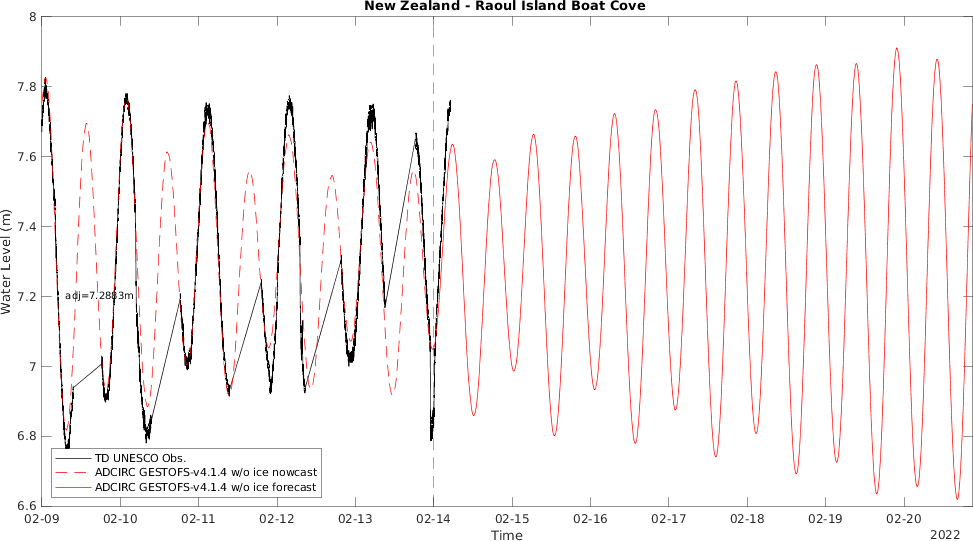 New Zealand - Raoul Island Boat Cove
8
7.8
7.6
7.4
7.2
7
6.8
6.6
Water Level (m)
adj=7.2883m
TD UNESCO Obs.
ADCIRC GESTOFS-v4.1.4 w/o ice nowcast
ADCIRC GESTOFS-v4.1.4 w/o ice forecast
02-09 02-10 02-11 02-12 02-13 02-14 02-15 02-16 02-17 02-18 02-19 02-20
Time
2022